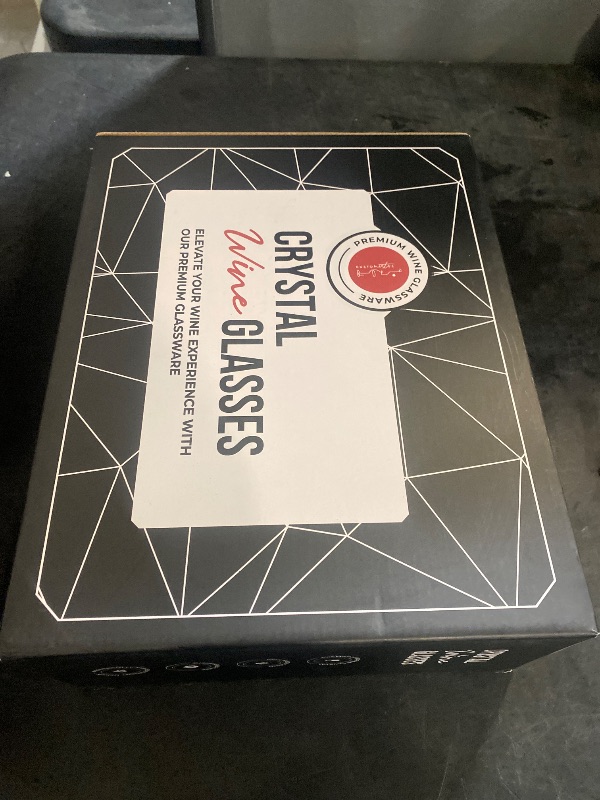 PREMIUM WINE GLASSWARE
CRYSTAL
Wine GLASSES
ELEVATE YOUR WINE EXPERIENCE WITH
OUR PREMIUM GLASSWARE